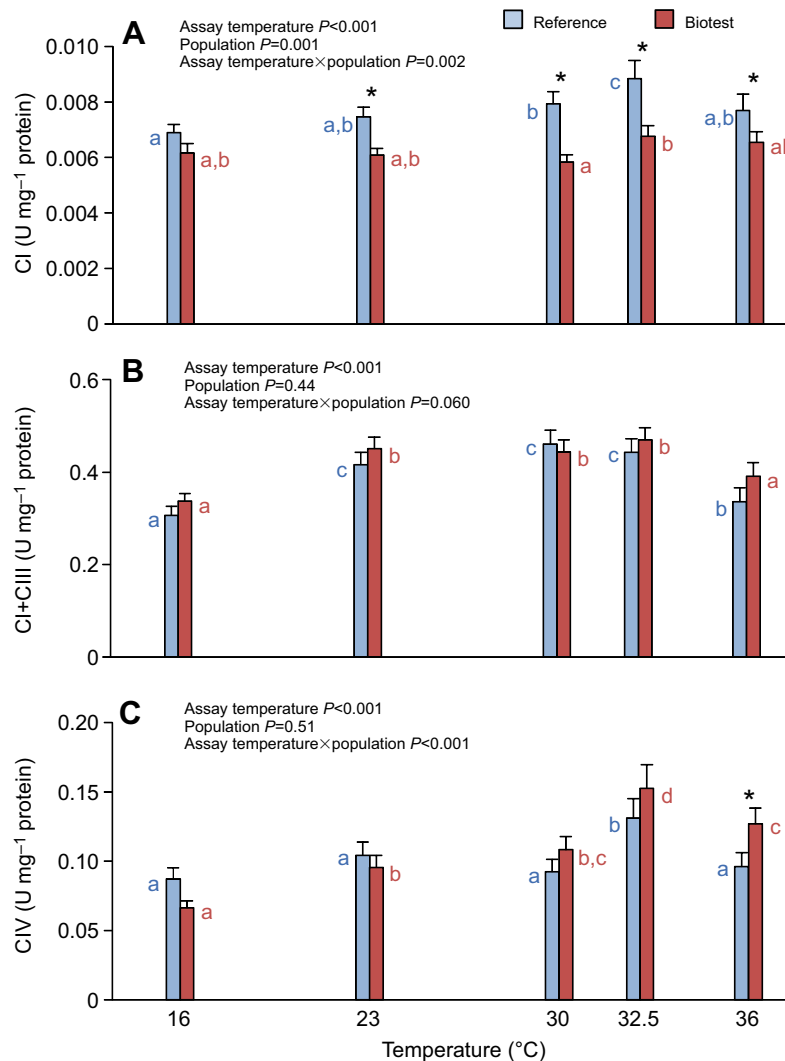 A
Assay temperature P<0.001
Population P=0.001
Assay temperature×population P=0.002
Reference
Biotest
CI (U mg⁻¹ protein)
0.010
0.008
0.006
0.004
0.002
0
a
a,b
a,b
*
a,b
b
*
a
c
*
b
a,b
*
B
Assay temperature P<0.001
Population P=0.44
Assay temperature×population P=0.060
CI+CIII (U mg⁻¹ protein)
0.6
0.4
0.2
0
a
a
c
b
c
b
c
b
b
a
C
Assay temperature P<0.001
Population P=0.51
Assay temperature×population P<0.001
CIV (U mg⁻¹ protein)
0.20
0.15
0.10
0.05
0
a
a
a
b
a
b,c
b
d
a
*
c
16
23
30
32.5
36
Temperature (°C)